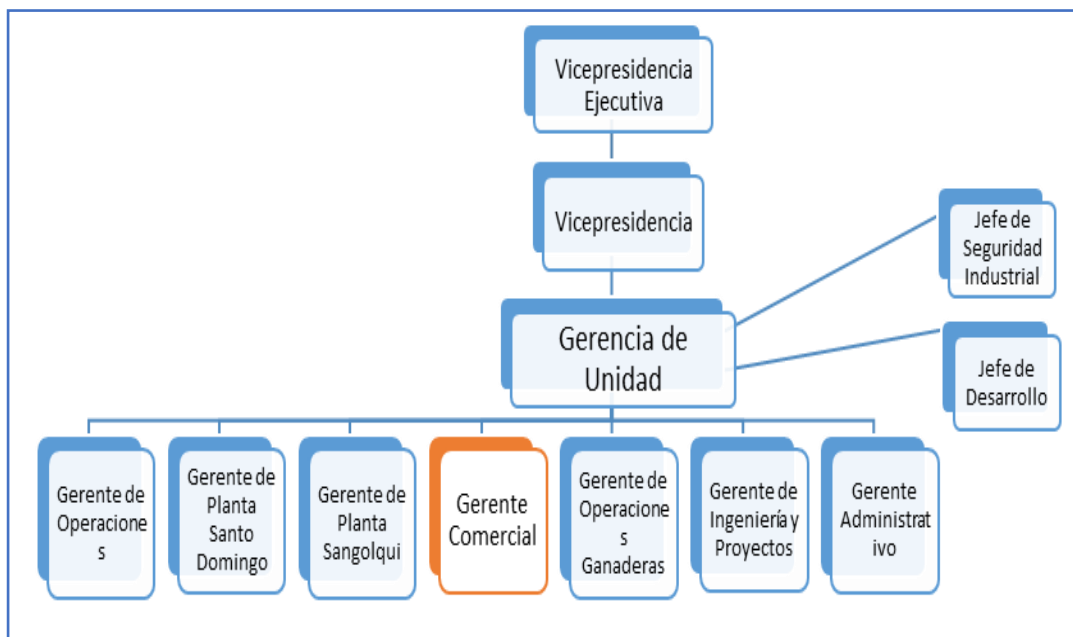 Vicepresidencia
Ejecutiva
Vicepresidencia
Jefe de
Seguridad
Industrial
Gerencia de
Unidad
Jefe de
Desarrollo
Gerente de
Operacione
s
Gerente de
Planta
Santo
Domingo
Gerente de
Planta
Sangolqui
Gerente
Comercial
Gerente de
Operacione
s
Ganaderas
Gerente de
Ingeniería y
Proyectos
Gerente
Administrat
ivo